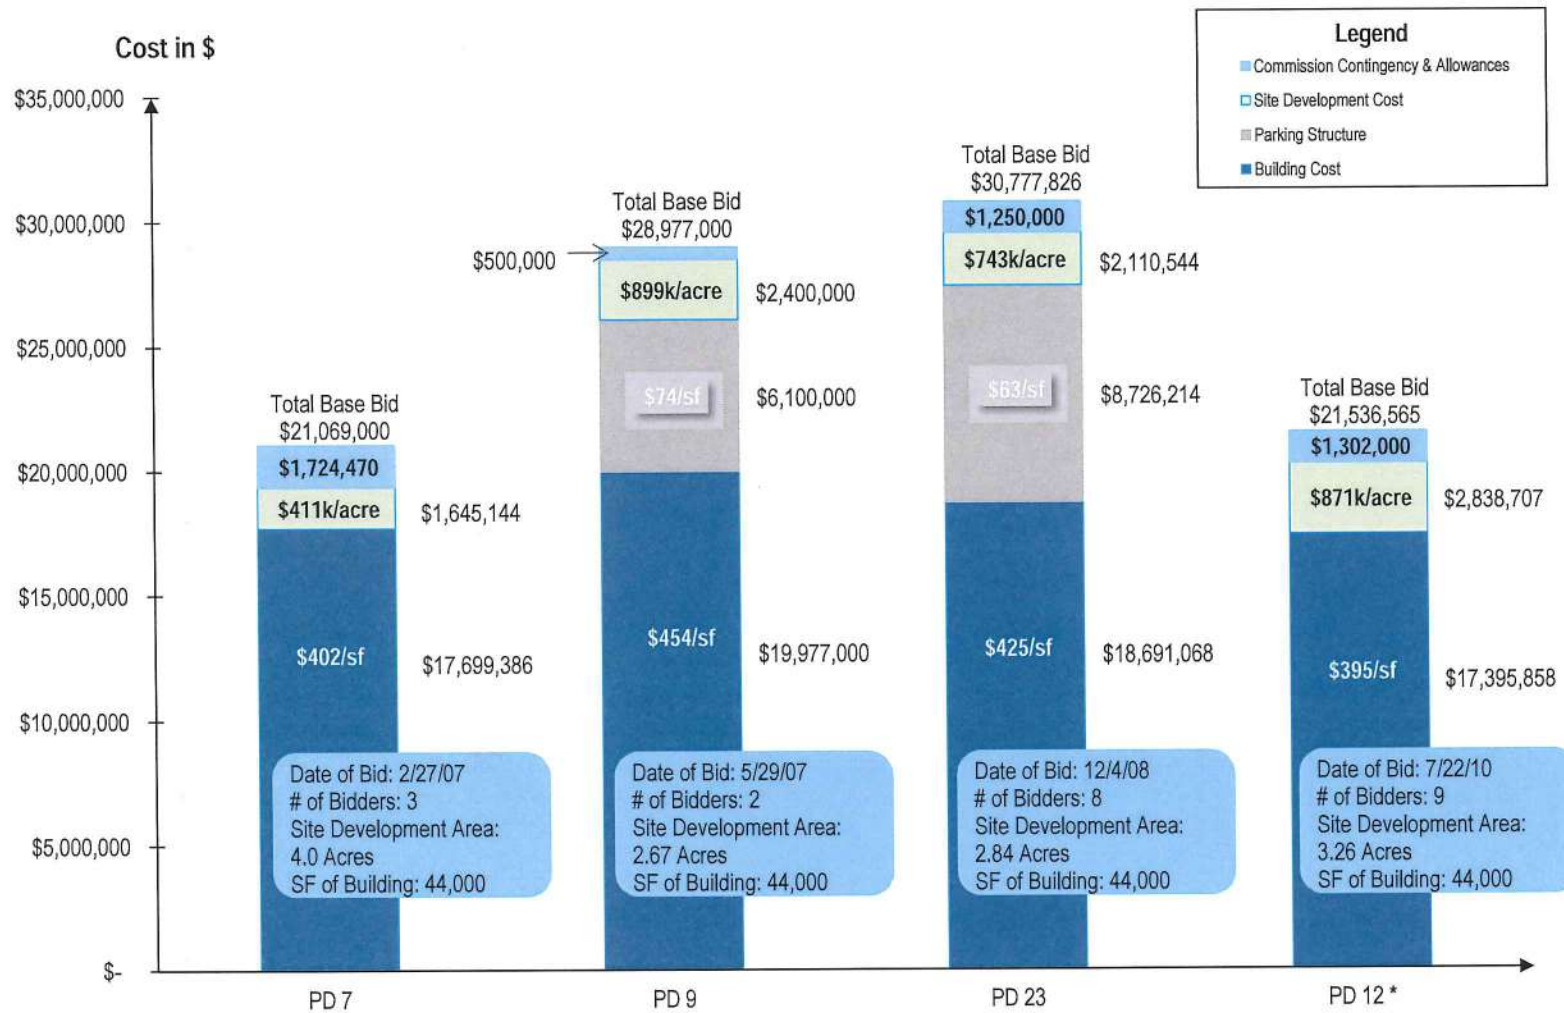 Cost in $
Legend
Commission Contingency & Allowances
Site Development Cost
Parking Structure
Building Cost
$35,000,000
$30,000,000
$25,000,000
$20,000,000
$15,000,000
$10,000,000
$5,000,000
$-
Total Base Bid
$21,069,000
$1,724,470
$411k/acre
$1,645,144
$402/sf
$17,699,386
Date of Bid: 2/27/07
# of Bidders: 3
Site Development Area:
4.0 Acres
SF of Building: 44,000
PD 7
Total Base Bid
$28,977,000
$500,000
$899k/acre
$2,400,000
$74/sf
$6,100,000
$454/sf
$19,977,000
Date of Bid: 5/29/07
# of Bidders: 2
Site Development Area:
2.67 Acres
SF of Building: 44,000
PD 9
Total Base Bid
$30,777,826
$1,250,000
$743k/acre
$2,110,544
$63/sf
$8,726,214
$425/sf
$18,691,068
Date of Bid: 12/4/08
# of Bidders: 8
Site Development Area:
2.84 Acres
SF of Building: 44,000
PD 23
Total Base Bid
$21,536,565
$1,302,000
$871k/acre
$2,838,707
$395/sf
$17,395,858
Date of Bid: 7/22/10
# of Bidders: 9
Site Development Area:
3.26 Acres
SF of Building: 44,000
PD 12 *